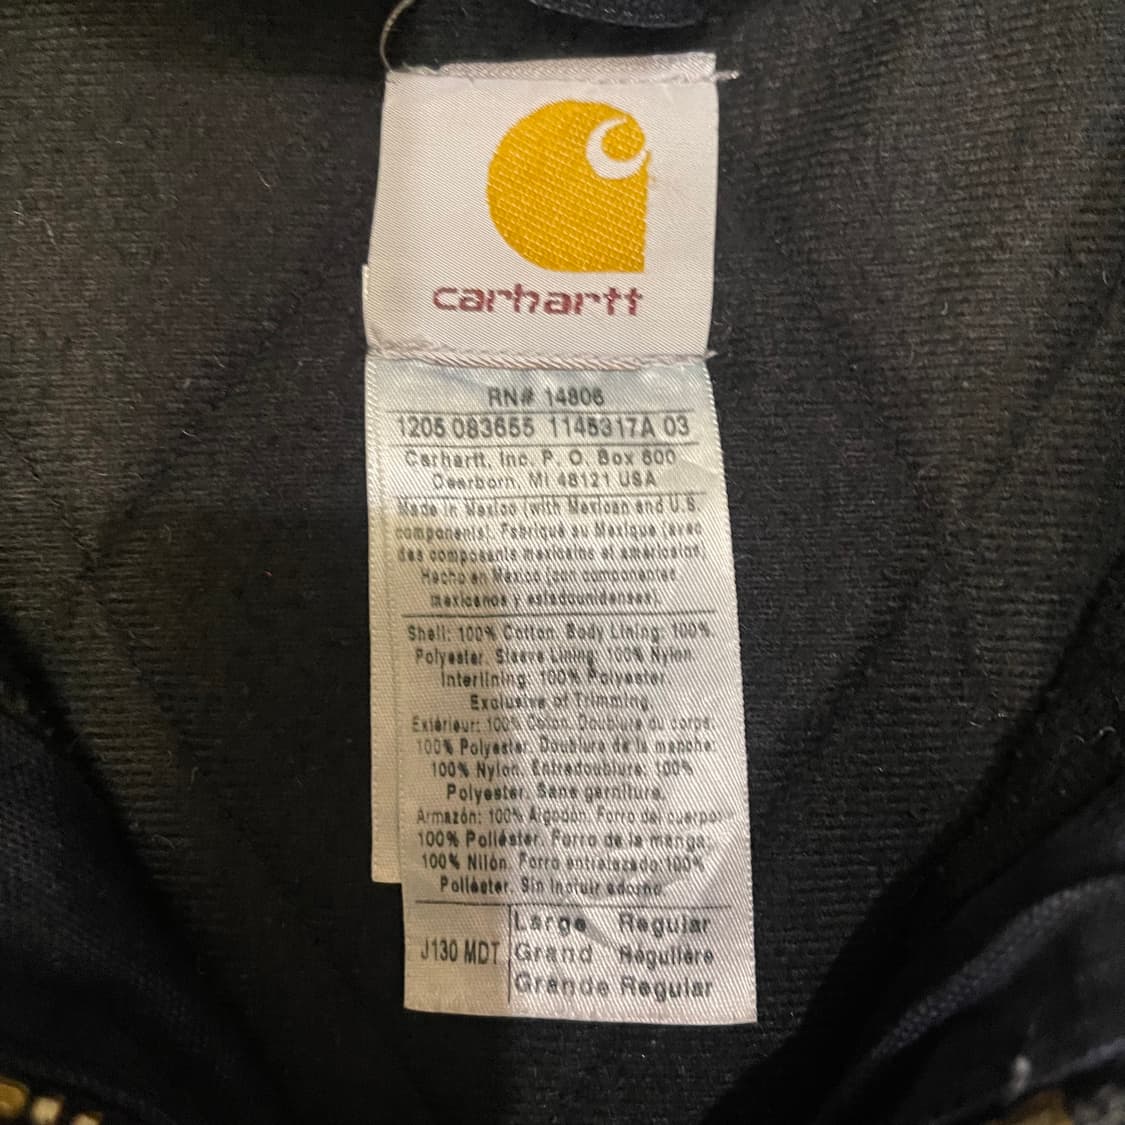 carhartt
RN# 14806
1205 083655 1145317A 03
Carhartt, Inc. P. O. Box 600
Dearborn, MI 48121 USA
Made in Mexico (with Mexican and U.S.
components). Fabriqué au Mexique (avec
des composants mexicains et américains).
Hecho en Mexico (con componentes
mexicanos y estadounidenses).
Shell: 100% Cotton. Body Lining: 100%
Polyester. Sleeve Lining: 100% Nylon.
Interlining: 100% Polyester.
Exclusive of Trimming.
Extérieur: 100% Coton. Doublure du corps:
100% Polyester. Doublure de la manche:
100% Nylon. Entredoublure: 100%
Polyester. Sans garniture.
Armazón: 100% Algodón. Forro del cuerpo:
100% Poliéster. Forro de la manga:
100% Nilón. Forro entrelazado: 100%
Poliéster. Sin incluir adorno.
J130 MDT
Large Regular
Grand Régulière
Grande Regular